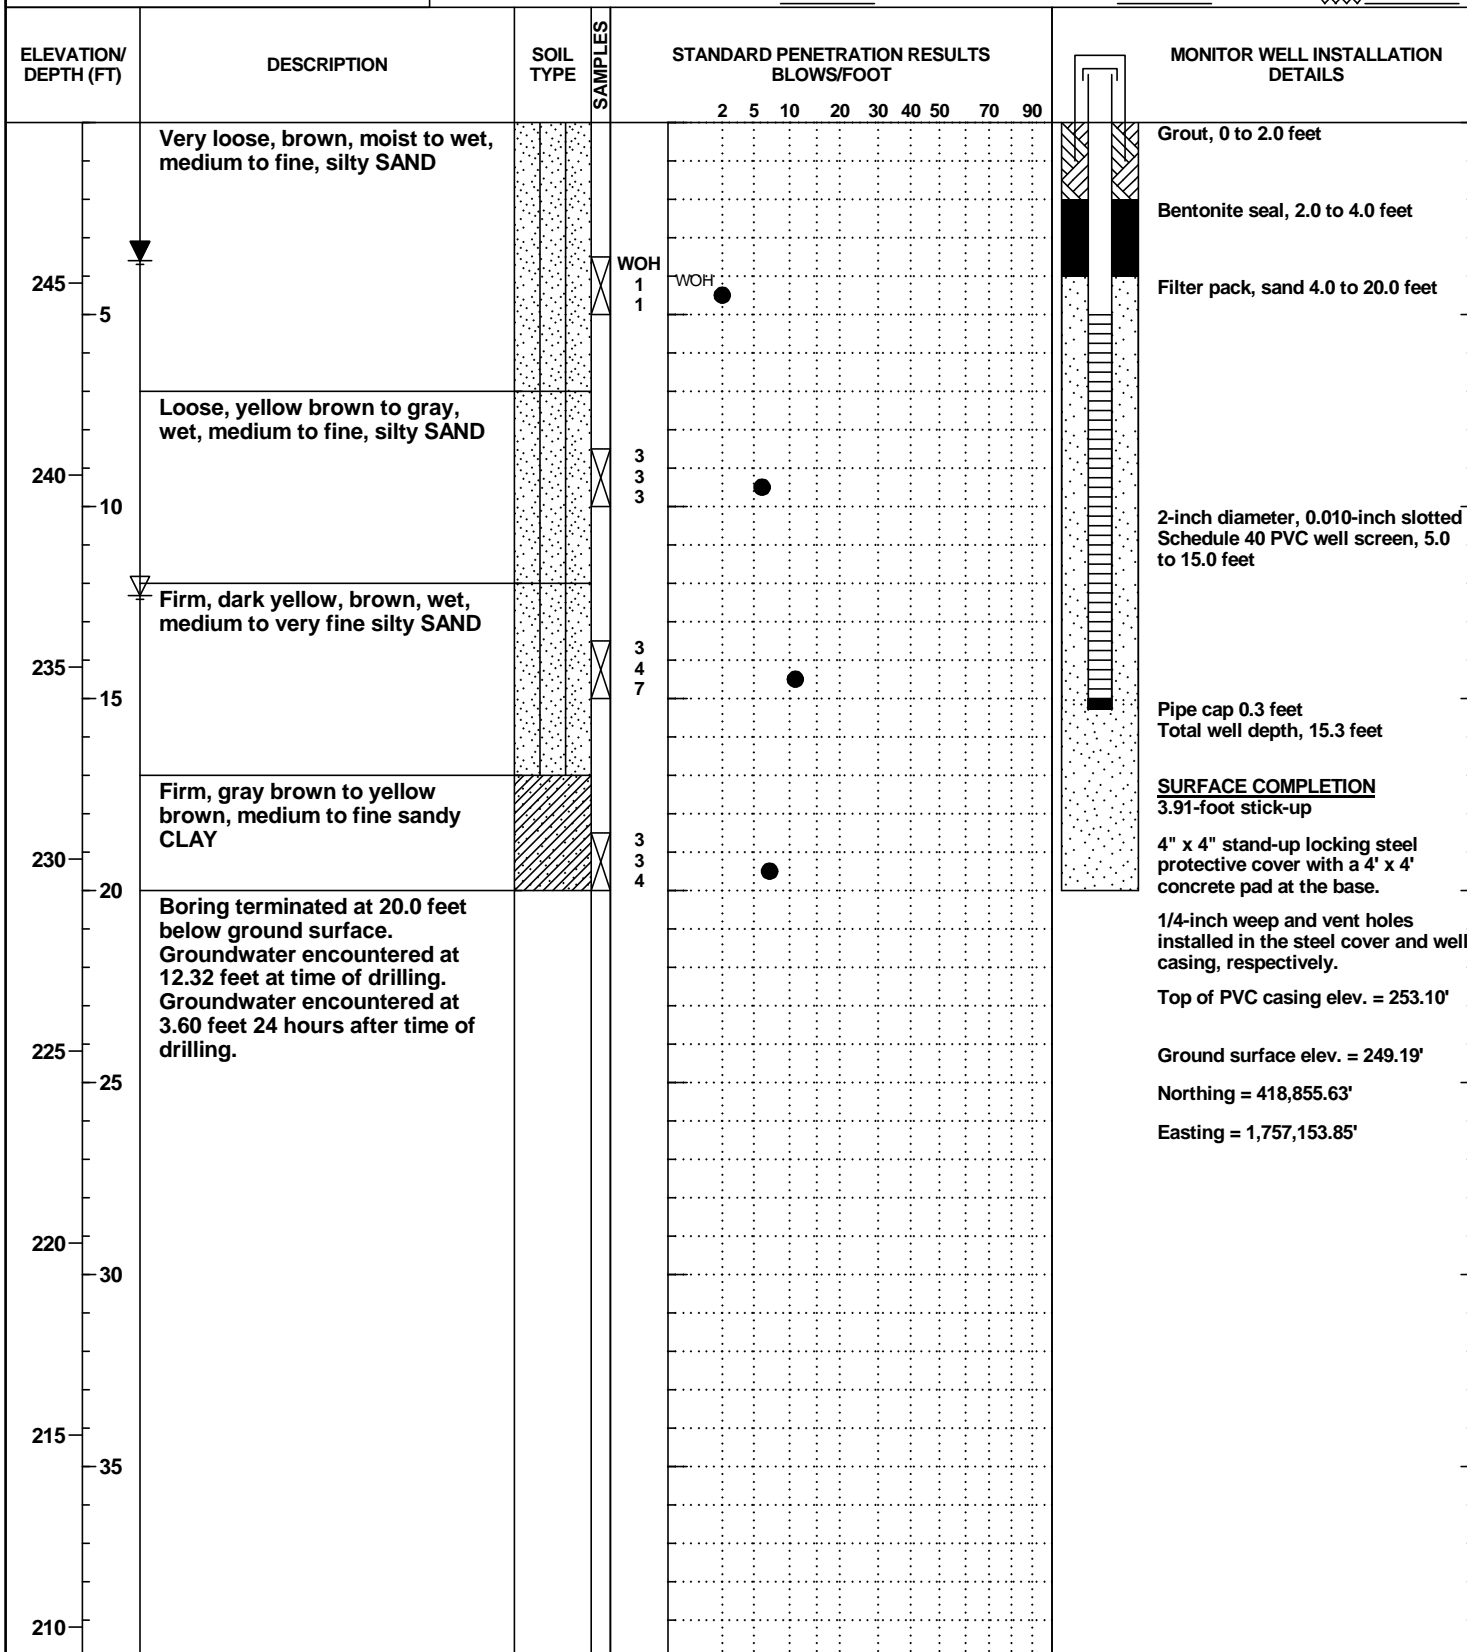 ELEVATION/
DEPTH (FT)
DESCRIPTION
SOIL
TYPE
SAMPLES
STANDARD PENETRATION RESULTS
BLOWS/FOOT
2 5 10 20 30 40 50 70 90
MONITOR WELL INSTALLATION
DETAILS
Very loose, brown, moist to wet,
medium to fine, silty SAND
Loose, yellow brown to gray,
wet, medium to fine, silty SAND
Firm, dark yellow, brown, wet,
medium to very fine silty SAND
Firm, gray brown to yellow
brown, medium to fine sandy
CLAY
Boring terminated at 20.0 feet
below ground surface.
Groundwater encountered at
12.32 feet at time of drilling.
Groundwater encountered at
3.60 feet 24 hours after time of
drilling.
245
5
240
10
235
15
230
20
225
25
220
30
215
35
210
WOH
1
1
WOH
3
3
3
3
4
7
3
3
4
Grout, 0 to 2.0 feet
Bentonite seal, 2.0 to 4.0 feet
Filter pack, sand 4.0 to 20.0 feet
2-inch diameter, 0.010-inch slotted
Schedule 40 PVC well screen, 5.0
to 15.0 feet
Pipe cap 0.3 feet
Total well depth, 15.3 feet
SURFACE COMPLETION
3.91-foot stick-up
4" x 4" stand-up locking steel
protective cover with a 4' x 4'
concrete pad at the base.
1/4-inch weep and vent holes
installed in the steel cover and well
casing, respectively.
Top of PVC casing elev. = 253.10'
Ground surface elev. = 249.19'
Northing = 418,855.63'
Easting = 1,757,153.85'